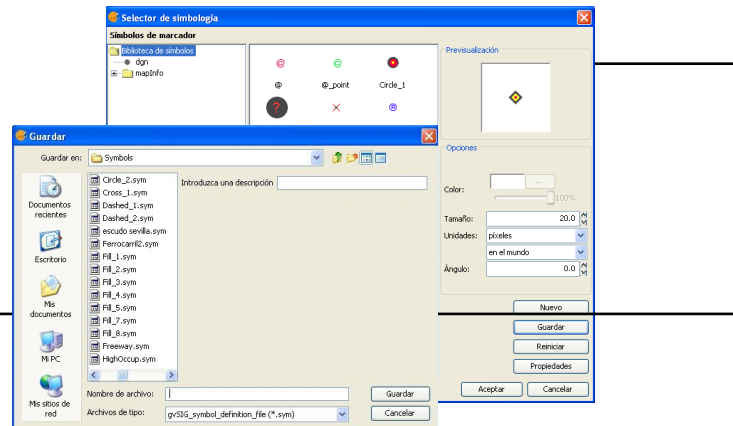 Selector de simbología
Símbolos de marcador
Biblioteca de símbolos
dgn
mapInfo
@ @_point Circle_1
Previsualización
Opciones
Color:
...
100%
Tamaño: 20.0
Unidades: píxeles
en el mundo
Ángulo: 0.0
Nuevo
Guardar
Reiniciar
Propiedades
Aceptar Cancelar
Guardar
Guardar en: Symbols
Documentos recientes
Escritorio
Mis documentos
Mi PC
Mis sitios de red
Circle_2.sym
Cross_1.sym
Dashed_1.sym
Dashed_2.sym
escudo sevilla.sym
Ferrocarril2.sym
Fill_1.sym
Fill_2.sym
Fill_3.sym
Fill_4.sym
Fill_5.sym
Fill_7.sym
Fill_8.sym
Freeway.sym
HighOccup.sym
Introduzca una descripción
Nombre de archivo:
Guardar
Archivos de tipo: gvSIG_symbol_definition_file (*.sym)
Cancelar